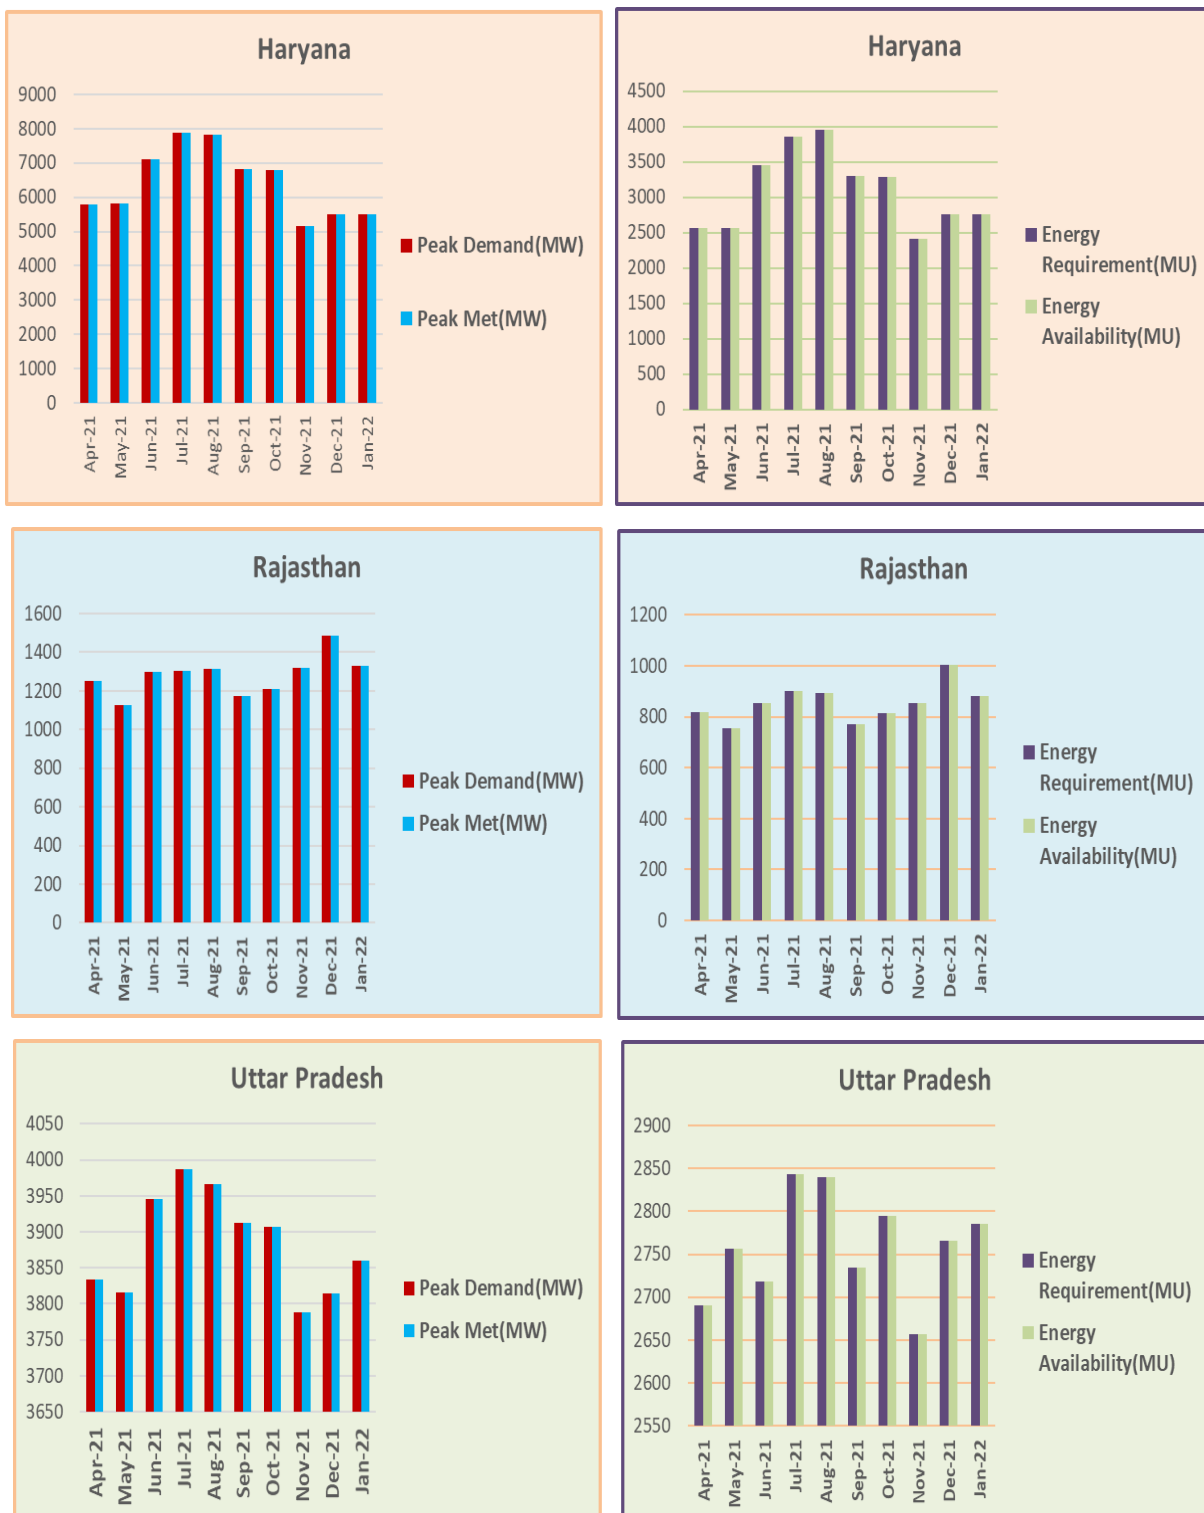 Haryana
9000
8000
7000
6000
5000
4000
3000
2000
1000
0
Apr-21
May-21
Jun-21
Jul-21
Aug-21
Sep-21
Oct-21
Nov-21
Dec-21
Jan-22
Peak Demand(MW)
Peak Met(MW)
Haryana
4500
4000
3500
3000
2500
2000
1500
1000
500
0
Apr-21
May-21
Jun-21
Jul-21
Aug-21
Sep-21
Oct-21
Nov-21
Dec-21
Jan-22
Energy
Requirement(MU)
Energy
Availability(MU)
Rajasthan
1600
1400
1200
1000
800
600
400
200
0
Apr-21
May-21
Jun-21
Jul-21
Aug-21
Sep-21
Oct-21
Nov-21
Dec-21
Jan-22
Peak Demand(MW)
Peak Met(MW)
Rajasthan
1200
1000
800
600
400
200
0
Apr-21
May-21
Jun-21
Jul-21
Aug-21
Sep-21
Oct-21
Nov-21
Dec-21
Jan-22
Energy
Requirement(MU)
Energy
Availability(MU)
Uttar Pradesh
4050
4000
3950
3900
3850
3800
3750
3700
3650
Apr-21
May-21
Jun-21
Jul-21
Aug-21
Sep-21
Oct-21
Nov-21
Dec-21
Jan-22
Peak Demand(MW)
Peak Met(MW)
Uttar Pradesh
2900
2850
2800
2750
2700
2650
2600
2550
Apr-21
May-21
Jun-21
Jul-21
Aug-21
Sep-21
Oct-21
Nov-21
Dec-21
Jan-22
Energy
Requirement(MU)
Energy
Availability(MU)